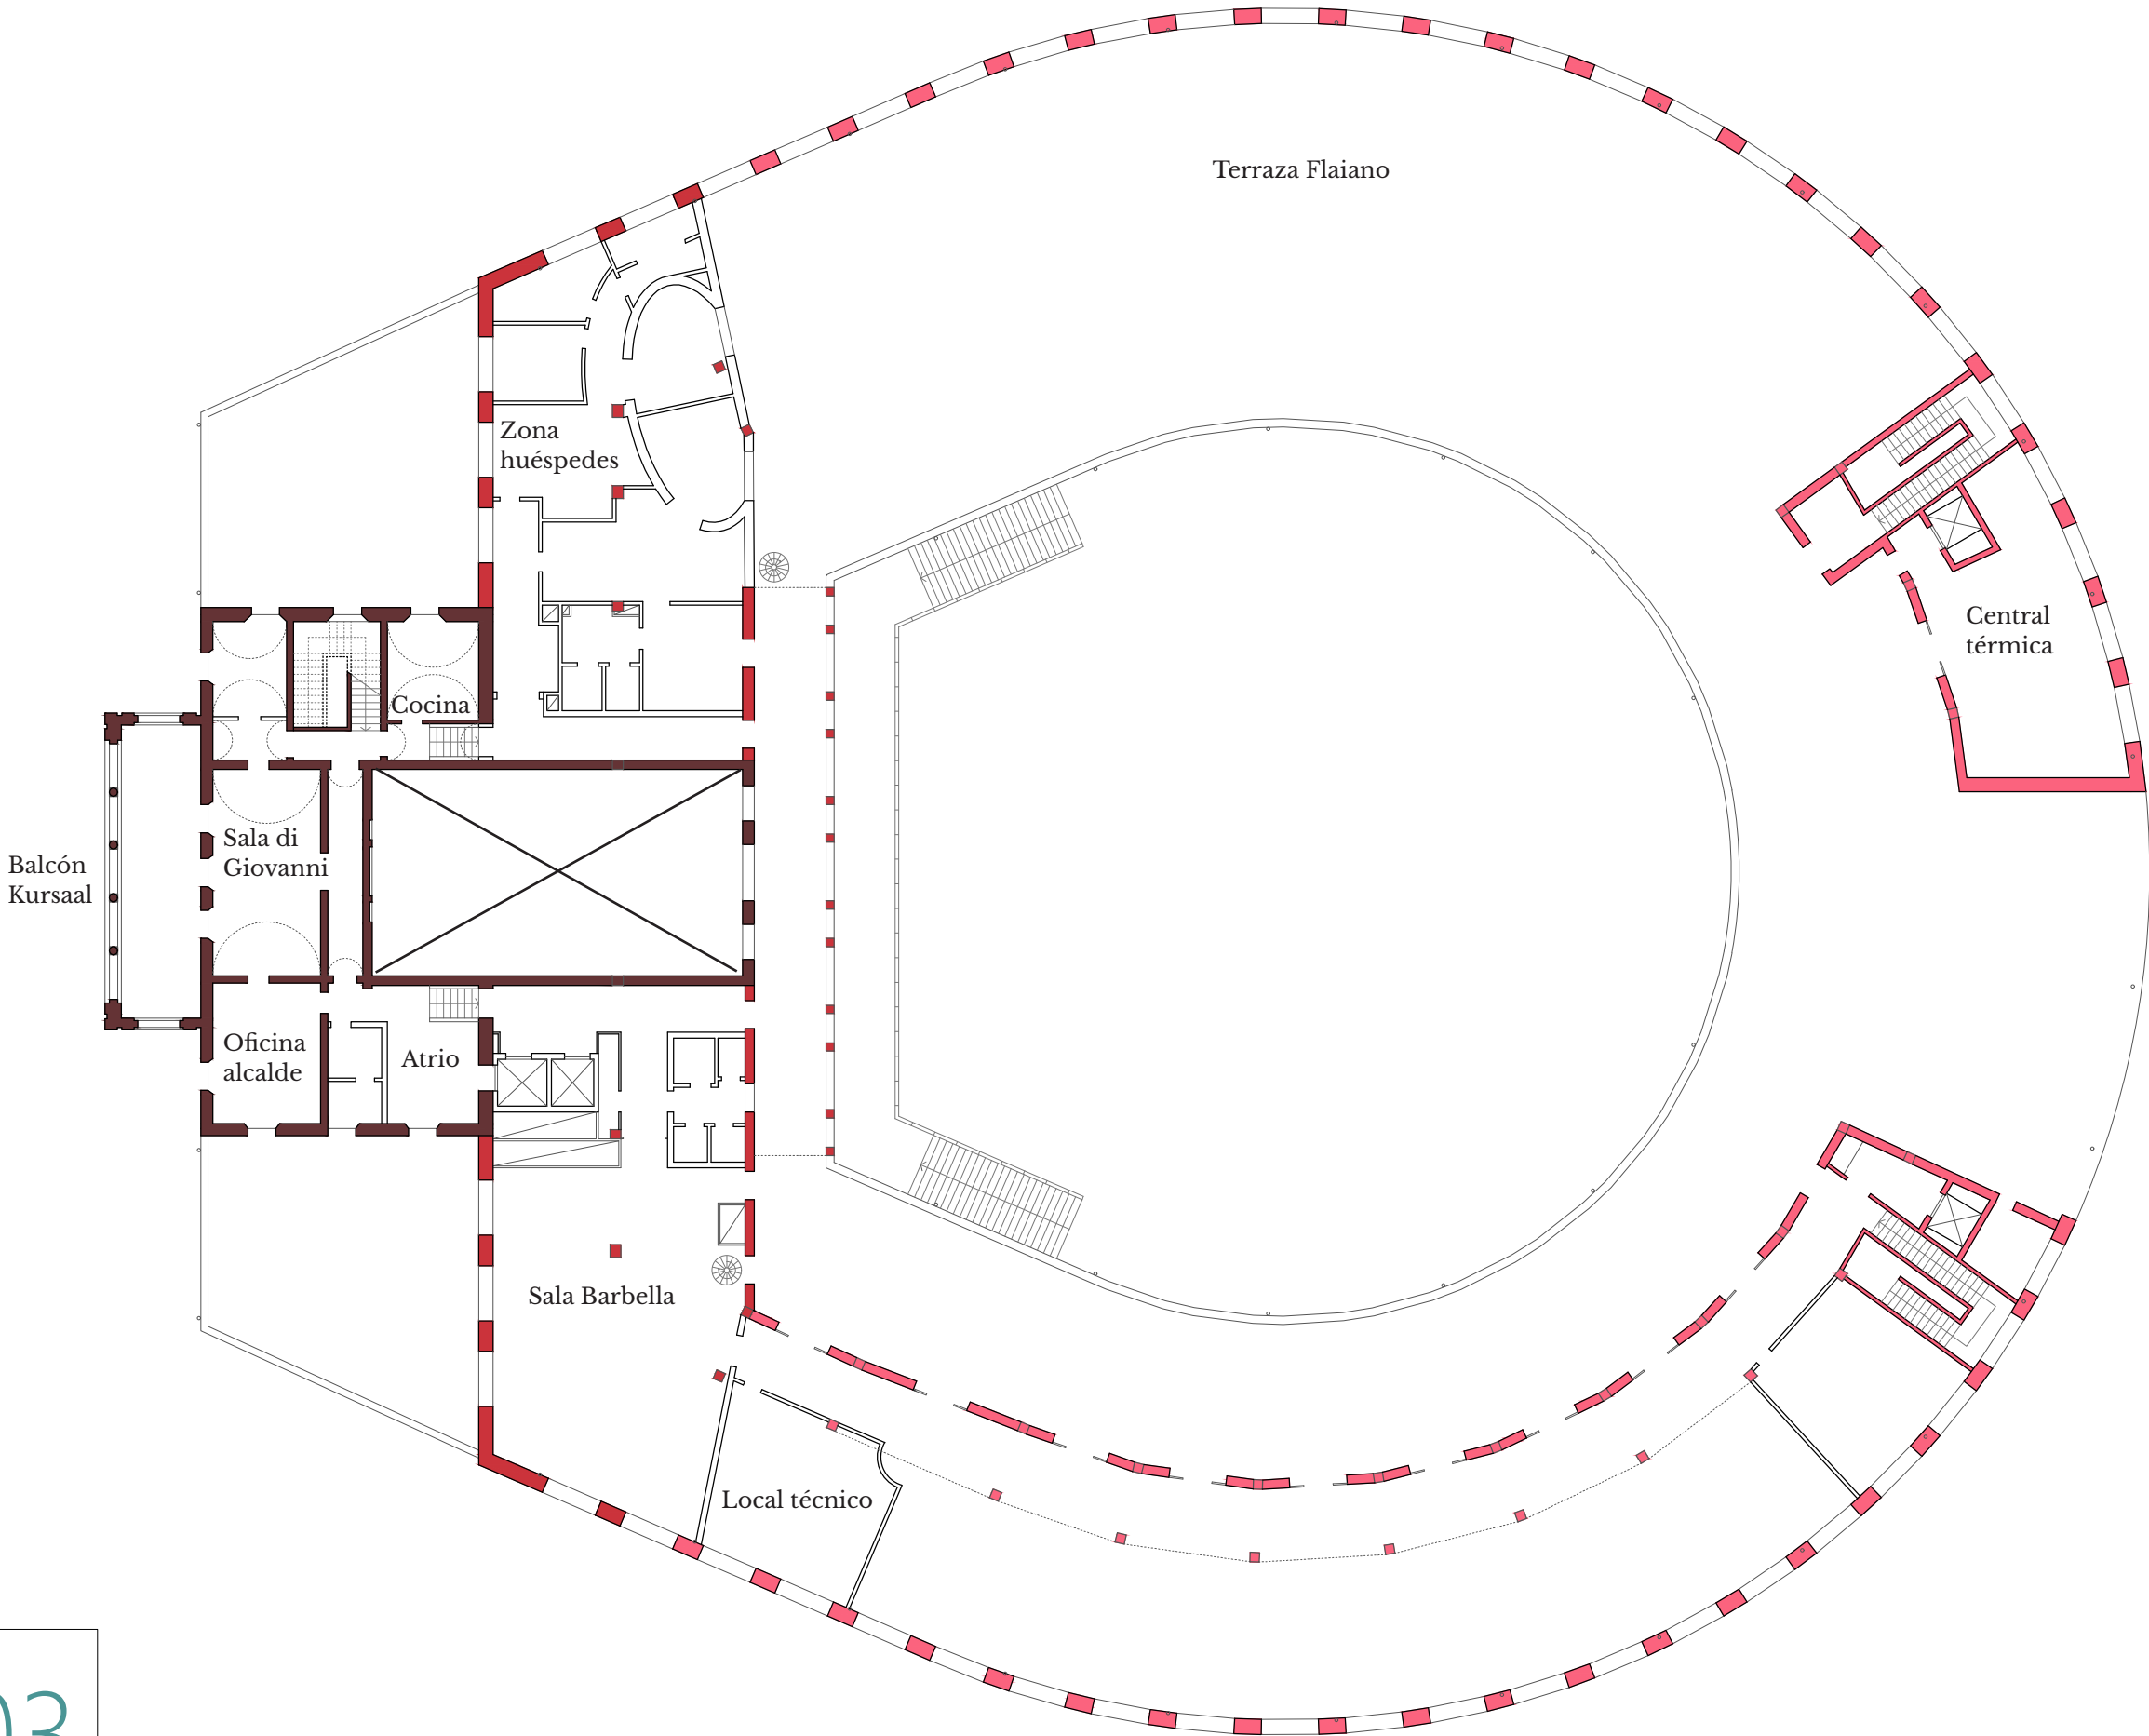 Terraza Flaiano
Zona
huéspedes
Central
térmica
Cocina
Sala di
Giovanni
Balcón
Kursaal
Oficina
alcalde
Atrio
Sala Barbella
Local técnico
03